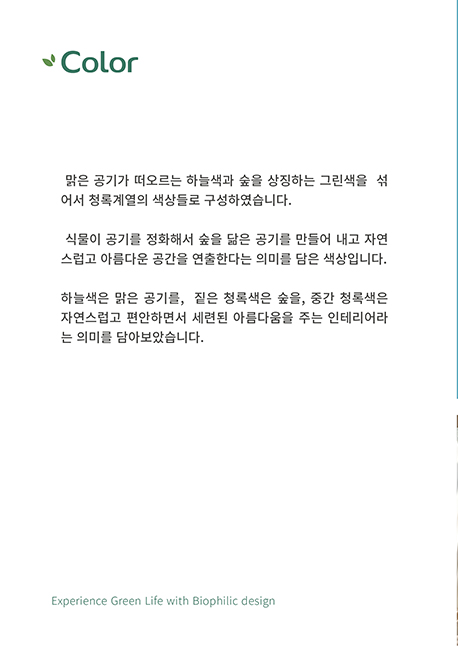 Color
맑은 공기가 떠오르는 하늘색과 숲을 상징하는 그린색을 섞
어서 청록계열의 색상들로 구성하였습니다.
식물이 공기를 정화해서 숲을 닮은 공기를 만들어 내고 자연
스럽고 아름다운 공간을 연출한다는 의미를 담은 색상입니다.
하늘색은 맑은 공기를, 짙은 청록색은 숲을, 중간 청록색은
자연스럽고 편안하면서 세련된 아름다움을 주는 인테리어라
는 의미를 담아보았습니다.
Experience Green Life with Biophilic design